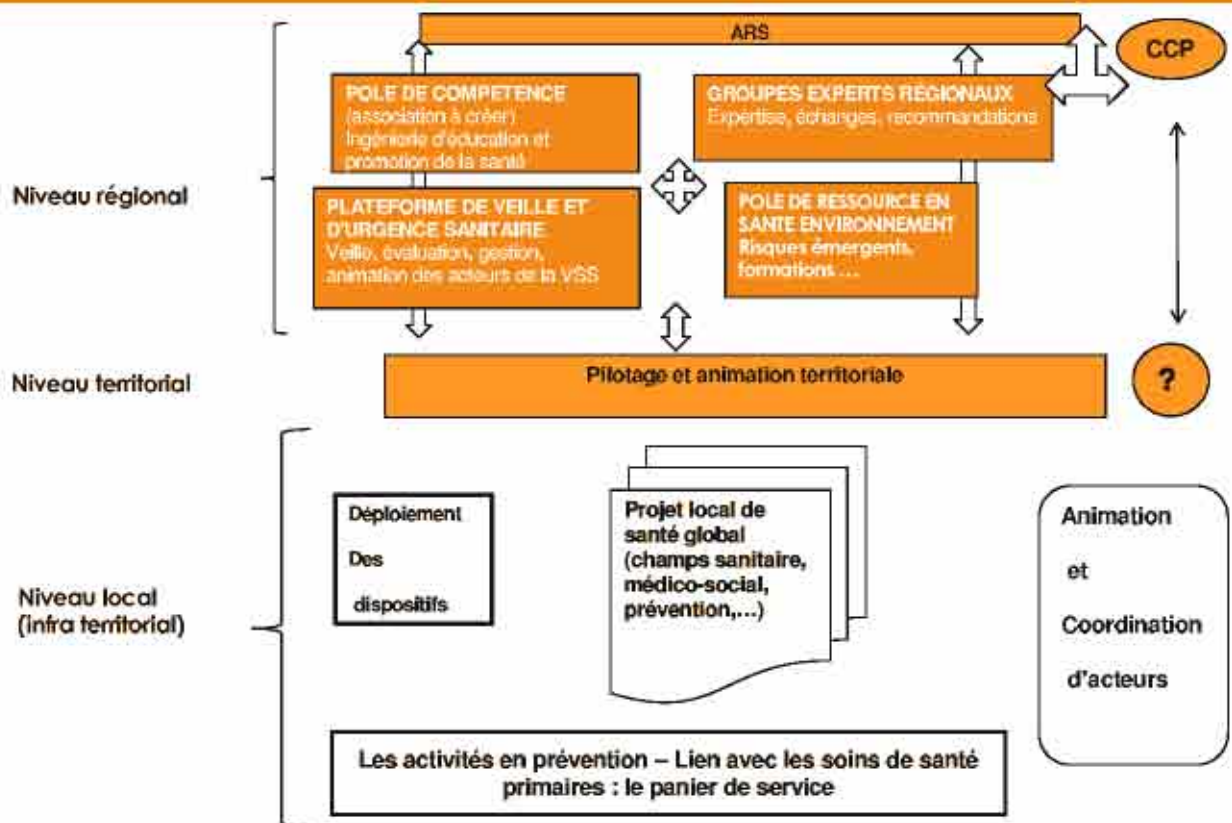 ARS
CCP
Niveau régional
POLE DE COMPETENCE
(association à créer)
Ingénierie d'éducation et
promotion de la santé
GROUPES EXPERTS RÉGIONAUX
Expertise, échanges, recommandations
PLATEFORME DE VEILLE ET
D'URGENCE SANITAIRE
Veille, évaluation, gestion,
animation des acteurs de la VSS
POLE DE RESSOURCE EN
SANTE ENVIRONNEMENT
Risques émergents,
formations ...
Niveau territorial
Pilotage et animation territoriale
?
Niveau local
(infra territorial)
Déploiement
Des
dispositifs
Projet local de
santé global
(champs sanitaire,
médico-social,
prévention,...)
Animation
et
Coordination
d'acteurs
Les activités en prévention – Lien avec les soins de santé
primaires : le panier de service